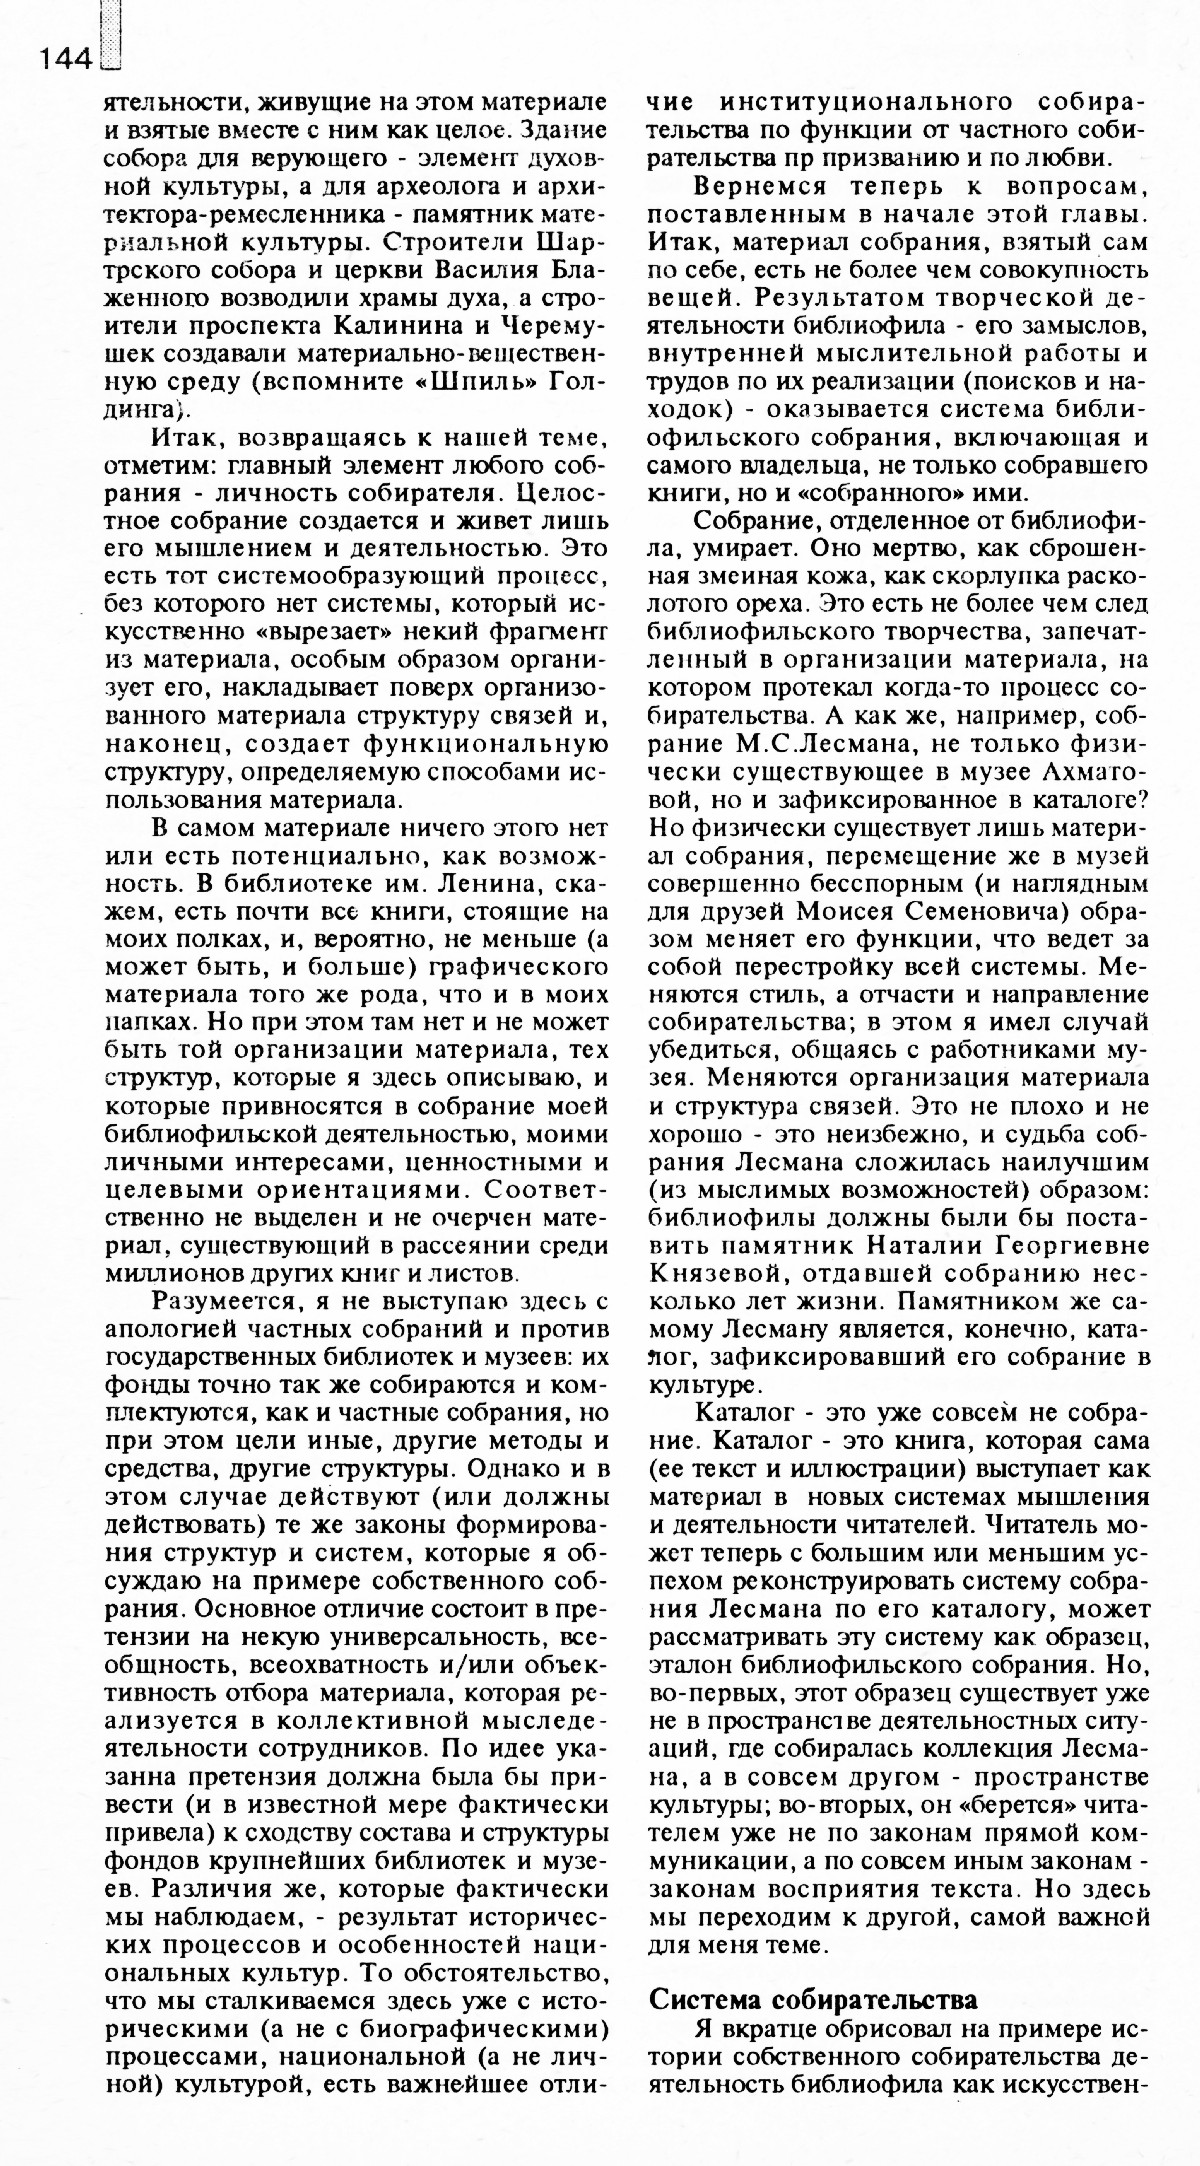 144
ятельности, живущие на этом материале
и взятые вместе с ним как целое. Здание
собора для верующего - элемент духов-
ной культуры, а для археолога и архи-
тектора-ремесленника - памятник мате-
риальной культуры. Строители Шар-
трского собора и церкви Василия Бла-
женного возводили храмы духа, а стро-
ители проспекта Калинина и Черему-
шек создавали материально-веществен-
ную среду (вспомните «Шпиль» Гол-
динга).
Итак, возвращаясь к нашей теме,
отметим: главный элемент любого соб-
рания - личность собирателя. Целос-
тное собрание создается и живет лишь
его мышлением и деятельностью. Это
есть тот системообразующий процесс,
без которого нет системы, который ис-
кусственно «вырезает» некий фрагмент
из материала, особым образом органи-
зует его, накладывает поверх организо-
ванного материала структуру связей и,
наконец, создает функциональную
структуру, определяемую способами ис-
пользования материала.
В самом материале ничего этого нет
или есть потенциально, как возмож-
ность. В библиотеке им. Ленина, ска-
жем, есть почти все книги, стоящие на
моих полках, и, вероятно, не меньше (а
может быть, и больше) графического
материала того же рода, что и в моих
папках. Но при этом там нет и не может
быть той организации материала, тех
структур, которые я здесь описываю, и
которые привносятся в собрание моей
библиофильской деятельностью, моими
личными интересами, ценностными и
целевыми ориентациями. Соответ-
ственно не выделен и не очерчен мате-
риал, существующий в рассеянии среди
миллионов других книг и листов.
Разумеется, я не выступаю здесь с
апологией частных собраний и против
государственных библиотек и музеев: их
фонды точно так же собираются и ком-
плектуются, как и частные собрания, но
при этом цели иные, другие методы и
средства, другие структуры. Однако и в
этом случае действуют (или должны
действовать) те же законы формирова-
ния структур и систем, которые я об-
суждаю на примере собственного соб-
рания. Основное отличие состоит в пре-
тензии на некую универсальность, все-
общность, всеохватность и/или объек-
тивность отбора материала, которая ре-
ализуется в коллективной мыследе-
ятельности сотрудников. По идее ука-
занна претензия должна была бы при-
вести (и в известной мере фактически
привела) к сходству состава и структуры
фондов крупнейших библиотек и музе-
ев. Различия же, которые фактически
мы наблюдаем, - результат историчес-
ких процессов и особенностей наци-
ональных культур. То обстоятельство,
что мы сталкиваемся здесь уже с исто-
рическими (а не с биографическими)
процессами, национальной (а не лич-
ной) культурой, есть важнейшее отли-
чие институционального собира-
тельства по функции от частного соби-
рательства пр призванию и по любви.
Вернемся теперь к вопросам,
поставленным в начале этой главы.
Итак, материал собрания, взятый сам
по себе, есть не более чем совокупность
вещей. Результатом творческой де-
ятельности библиофила - его замыслов,
внутренней мыслительной работы и
трудов по их реализации (поисков и на-
ходок) - оказывается система библи-
офильского собрания, включающая и
самого владельца, не только собравшего
книги, но и «собранного» ими.
Собрание, отделенное от библиофи-
ла, умирает. Оно мертво, как сброшен-
ная змеиная кожа, как скорлупка раско-
лотого ореха. Это есть не более чем след
библиофильского творчества, запечат-
ленный в организации материала, на
котором протекал когда-то процесс со-
бирательства. А как же, например, соб-
рание М.С.Лесмана, не только физи-
чески существующее в музее Ахмато-
вой, но и зафиксированное в каталоге?
Но физически существует лишь матери-
ал собрания, перемещение же в музей
совершенно бесспорным (и наглядным
для друзей Моисея Семеновича) обра-
зом меняет его функции, что ведет за
собой перестройку всей системы. Ме-
няются стиль, а отчасти и направление
собирательства; в этом я имел случай
убедиться, общаясь с работниками му-
зея. Меняются организация материала
и структура связей. Это не плохо и не
хорошо - это неизбежно, и судьба соб-
рания Лесмана сложилась наилучшим
(из мыслимых возможностей) образом:
библиофилы должны были бы поста-
вить памятник Наталии Георгиевне
Князевой, отдавшей собранию нес-
колько лет жизни. Памятником же са-
мому Лесману является, конечно, ката-
лог, зафиксировавший его собрание в
культуре.
Каталог - это уже совсем не собра-
ние. Каталог - это книга, которая сама
(ее текст и иллюстрации) выступает как
материал в новых системах мышления
и деятельности читателей. Читатель мо-
жет теперь с большим или меньшим ус-
пехом реконструировать систему собра-
ния Лесмана по его каталогу, может
рассматривать эту систему как образец,
эталон библиофильского собрания. Но,
во-первых, этот образец существует уже
не в пространстве деятельностных ситу-
аций, где собиралась коллекция Лесма-
на, а в совсем другом - пространстве
культуры; во-вторых, он «берется» чита-
телем уже не по законам прямой ком-
муникации, а по совсем иным законам -
законам восприятия текста. Но здесь
мы переходим к другой, самой важной
для меня теме.
Система собирательства
Я вкратце обрисовал на примере ис-
тории собственного собирательства де-
ятельность библиофила как искусствен-